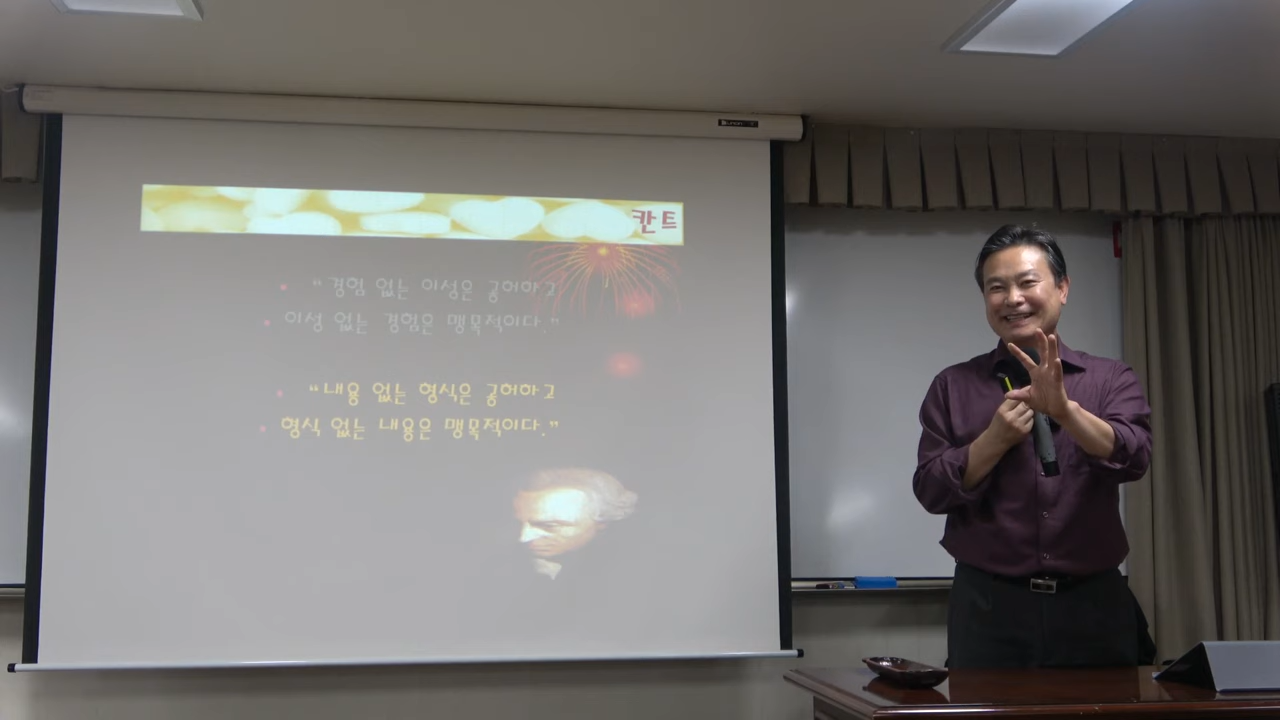 칸트
“경험 없는 이성은 공허하고
이성 없는 경험은 맹목적이다.”
“내용 없는 형식은 공허하고
형식 없는 내용은 맹목적이다.”